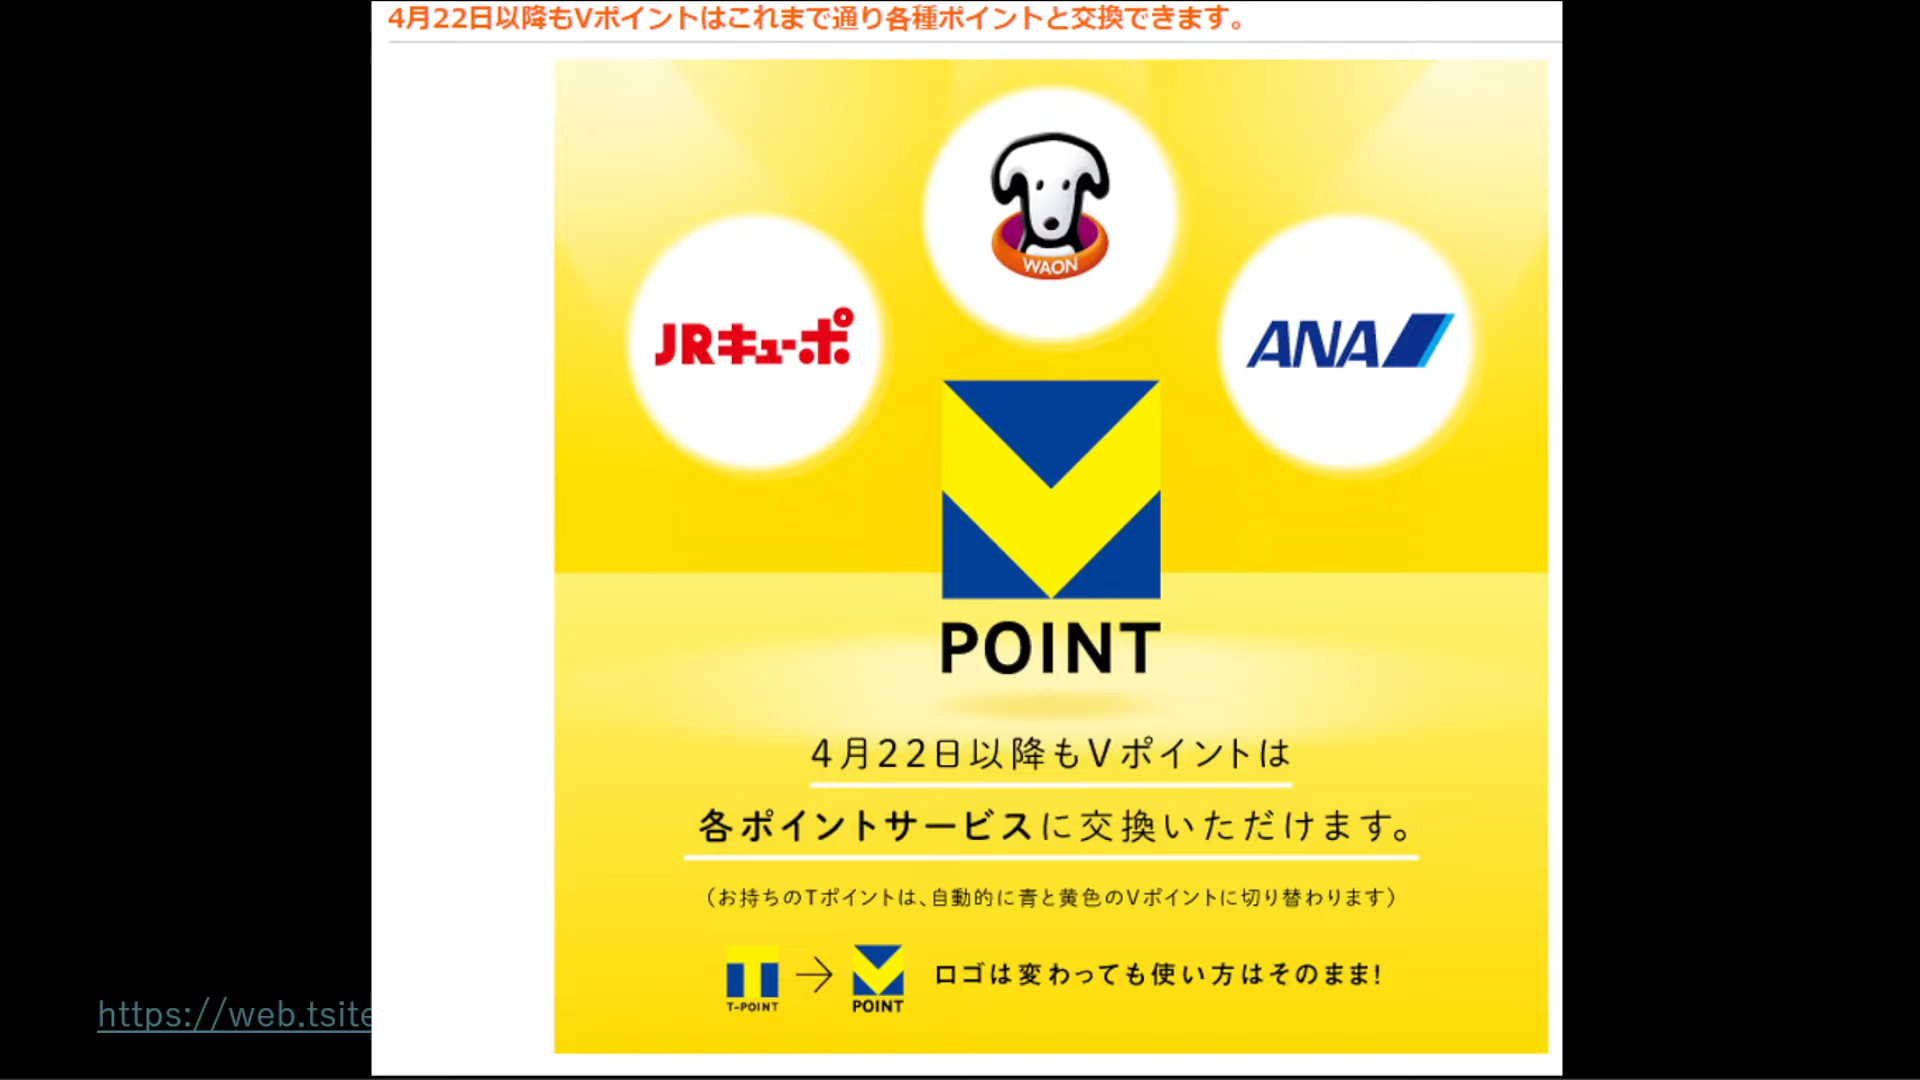 4月22日以降もVポイントはこれまで通り各種ポイントと交換できます。
WAON
JRキューポ
ANA
POINT
4月22日以降もVポイントは
各ポイントサービスに交換いただけます。
（お持ちのTポイントは、自動的に青と黄色のVポイントに切り替わります）
T-POINT
POINT
ロゴは変わっても使い方はそのまま!
https://web.tsite